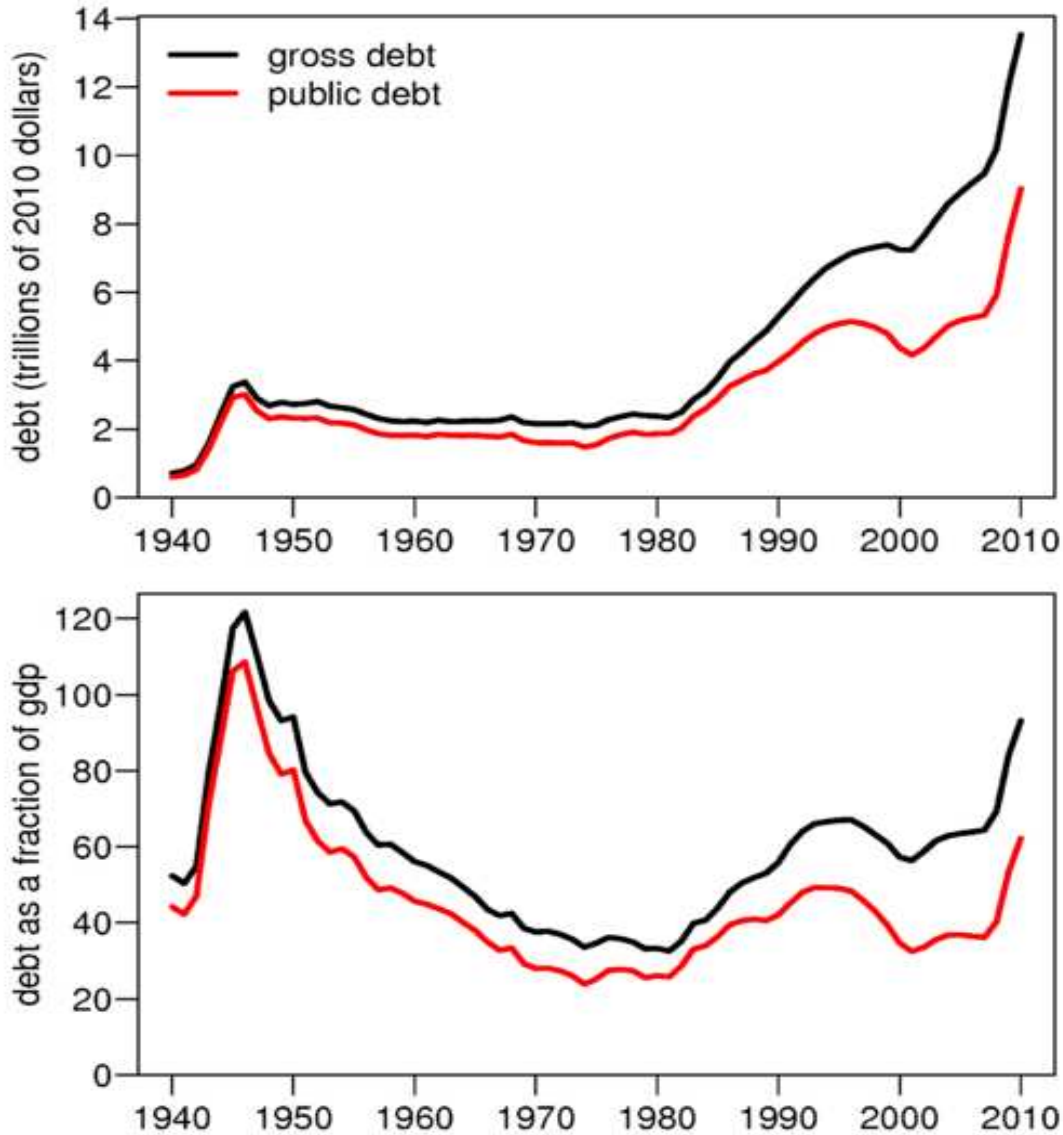 debt (trillions of 2010 dollars)
14
12
10
8
6
4
2
0
gross debt
public debt
1940 1950 1960 1970 1980 1990 2000 2010
debt as a fraction of gdp
120
100
80
60
40
20
0
1940 1950 1960 1970 1980 1990 2000 2010